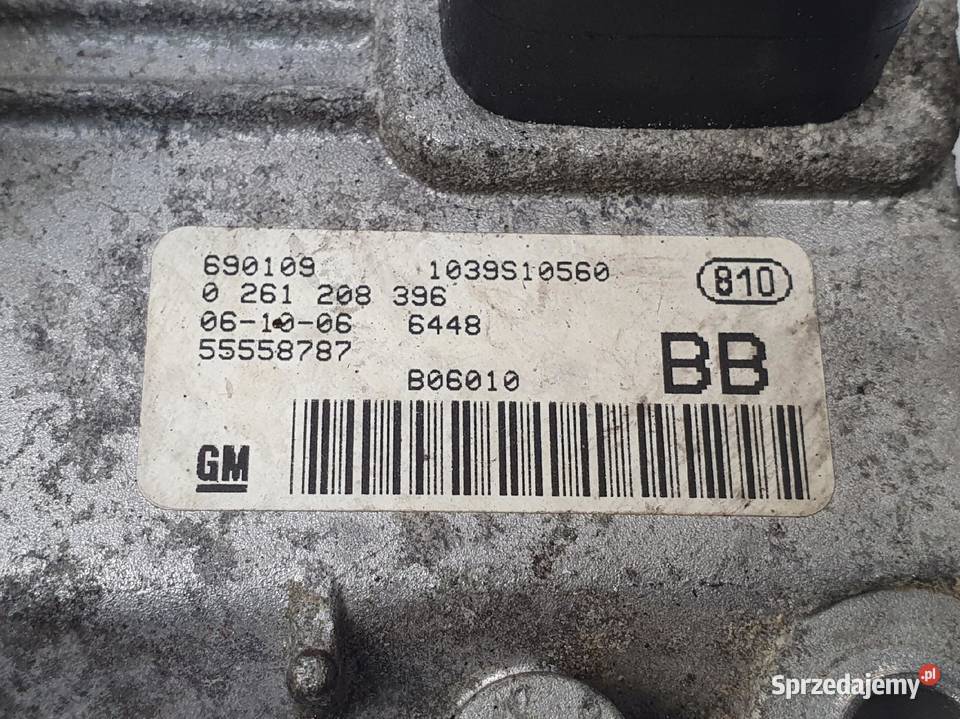 690109 1039S10560 810
0 261 208 396
06-10-06 6448
55558787 BB
B06010
GM
Sprzedajemy.pl